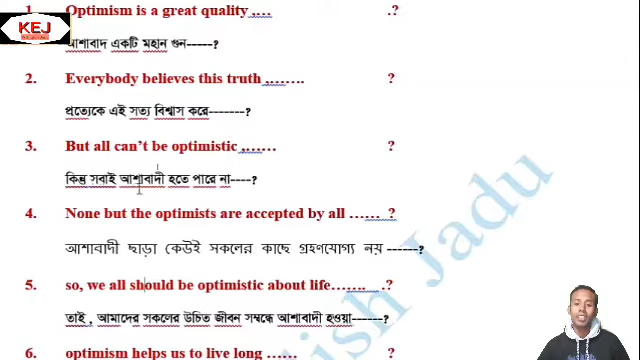 KEJ
1 Optimism is a great quality ,… .?
আশাবাদ একটি মহান গুন-----?
2. Everybody believes this truth ,……. ?
প্রত্যেকে এই সত্য বিশ্বাস করে-------?
3. But all can’t be optimistic ,…… ?
কিন্তু সবাই আশাবাদী হতে পারে না----?
4. None but the optimists are accepted by all …… ?
আশাবাদী ছাড়া কেউই সকলের কাছে গ্রহণযোগ্য নয় ------?
5. so, we all should be optimistic about life……. .?
তাই , আমাদের সকলের উচিত জীবন সম্বন্ধে আশাবাদী হওয়া------?
6. optimism helps us to live long …… ?
Jadu